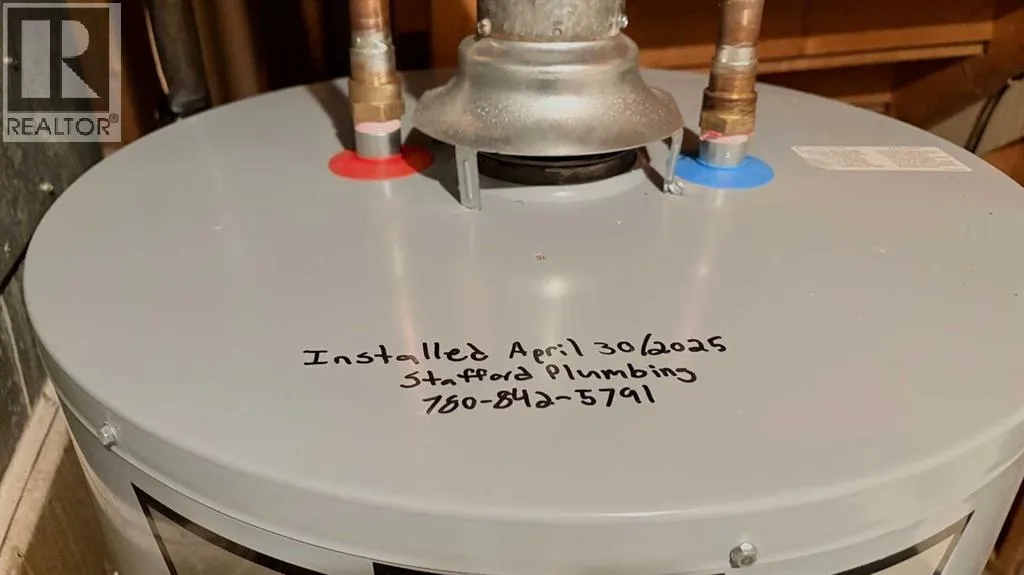 R
REALTOR®
Installed April 30/2025
Stafford Plumbing
780-842-5791